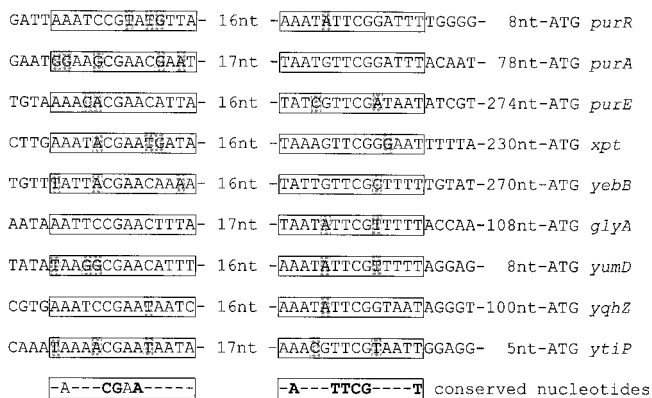 GATTAAATCCGTATGTTA- 16nt -AAATATTCGGATTTTGGGG- 8nt-ATG purR
GAATGGAAGCGAACGAAT- 17nt -TAATGTTCGGATTTACAAT- 78nt-ATG purA
TGTAAAACACGAACATTA- 16nt -TATCGTTCGATAATATCGT-274nt-ATG purE
CTTGAAATACGAATGATA- 16nt -TAAAGTTCGGGAATTTTTA-230nt-ATG xpt
TGTTTATTACGAACAAAA- 16nt -TATTGTTCGCTTTTTGTAT-270nt-ATG yebB
AATAAATTCCGAACTTTA- 17nt -TAATATTCGTTTTTACCAA-108nt-ATG glyA
TATATAAGGCGAACATTT- 16nt -AAATATTCGTTTTTAGGAG- 8nt-ATG yumD
CGTGAAATCCGAATAATC- 16nt -AAATATTCGGTAATAGGGT-100nt-ATG yqhZ
CAAATAAAACGAATAATA- 17nt -AAACGTTCGTAATTGGAGG- 5nt-ATG ytiP
-A---CGAA----- -A---TTCG----T conserved nucleotides